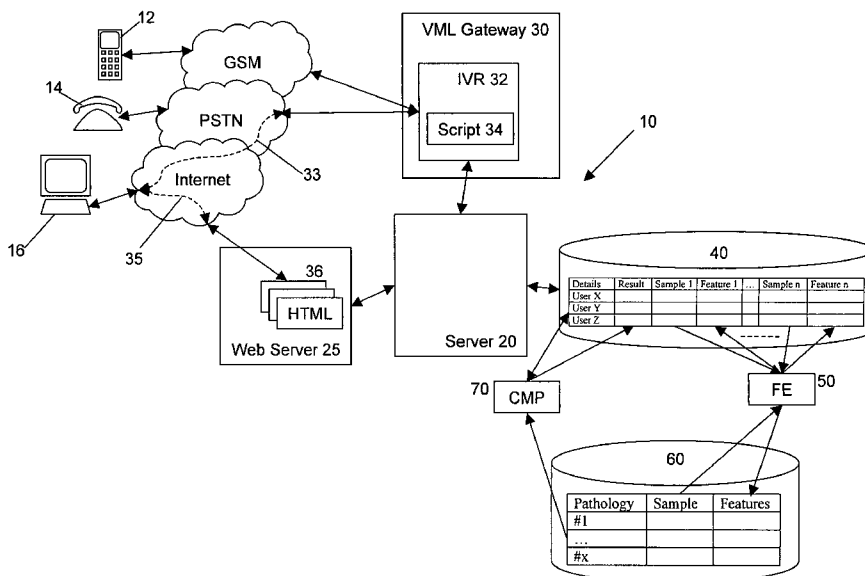 12
GSM
VML Gateway 30
IVR 32
Script 34
14
PSTN
10
33
Internet
16
35
36
HTML
Web Server 25
Server 20
40
Details Result Sample 1 Feature 1 ... Sample n Feature n
User X
User Y
User Z
70
CMP
FE
50
60
Pathology Sample Features
#1
...
#x